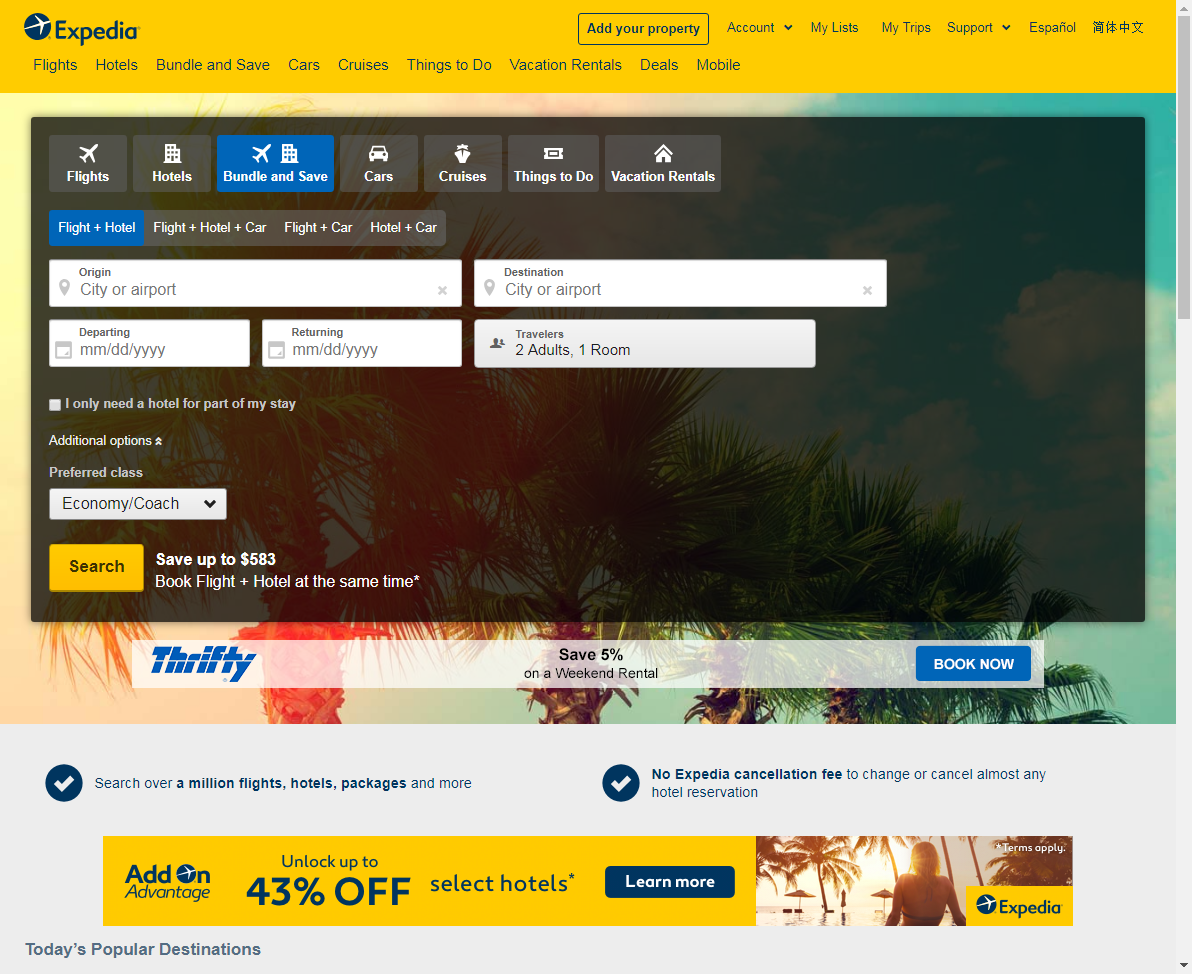 Expedia
Add your property
Account
My Lists
My Trips
Support
Español
简体中文
Flights
Hotels
Bundle and Save
Cars
Cruises
Things to Do
Vacation Rentals
Deals
Mobile
Flights
Hotels
Bundle and Save
Cars
Cruises
Things to Do
Vacation Rentals
Flight + Hotel
Flight + Hotel + Car
Flight + Car
Hotel + Car
Origin
City or airport
Destination
City or airport
Departing
mm/dd/yyyy
Returning
mm/dd/yyyy
Travelers
2 Adults, 1 Room
I only need a hotel for part of my stay
Additional options
Preferred class
Economy/Coach
Search
Save up to $583
Book Flight + Hotel at the same time*
Thrifty
Save 5%
on a Weekend Rental
BOOK NOW
Search over a million flights, hotels, packages and more
No Expedia cancellation fee to change or cancel almost any
hotel reservation
Add On
Advantage
Unlock up to
43% OFF
select hotels*
Learn more
*Terms apply.
Expedia
Today's Popular Destinations